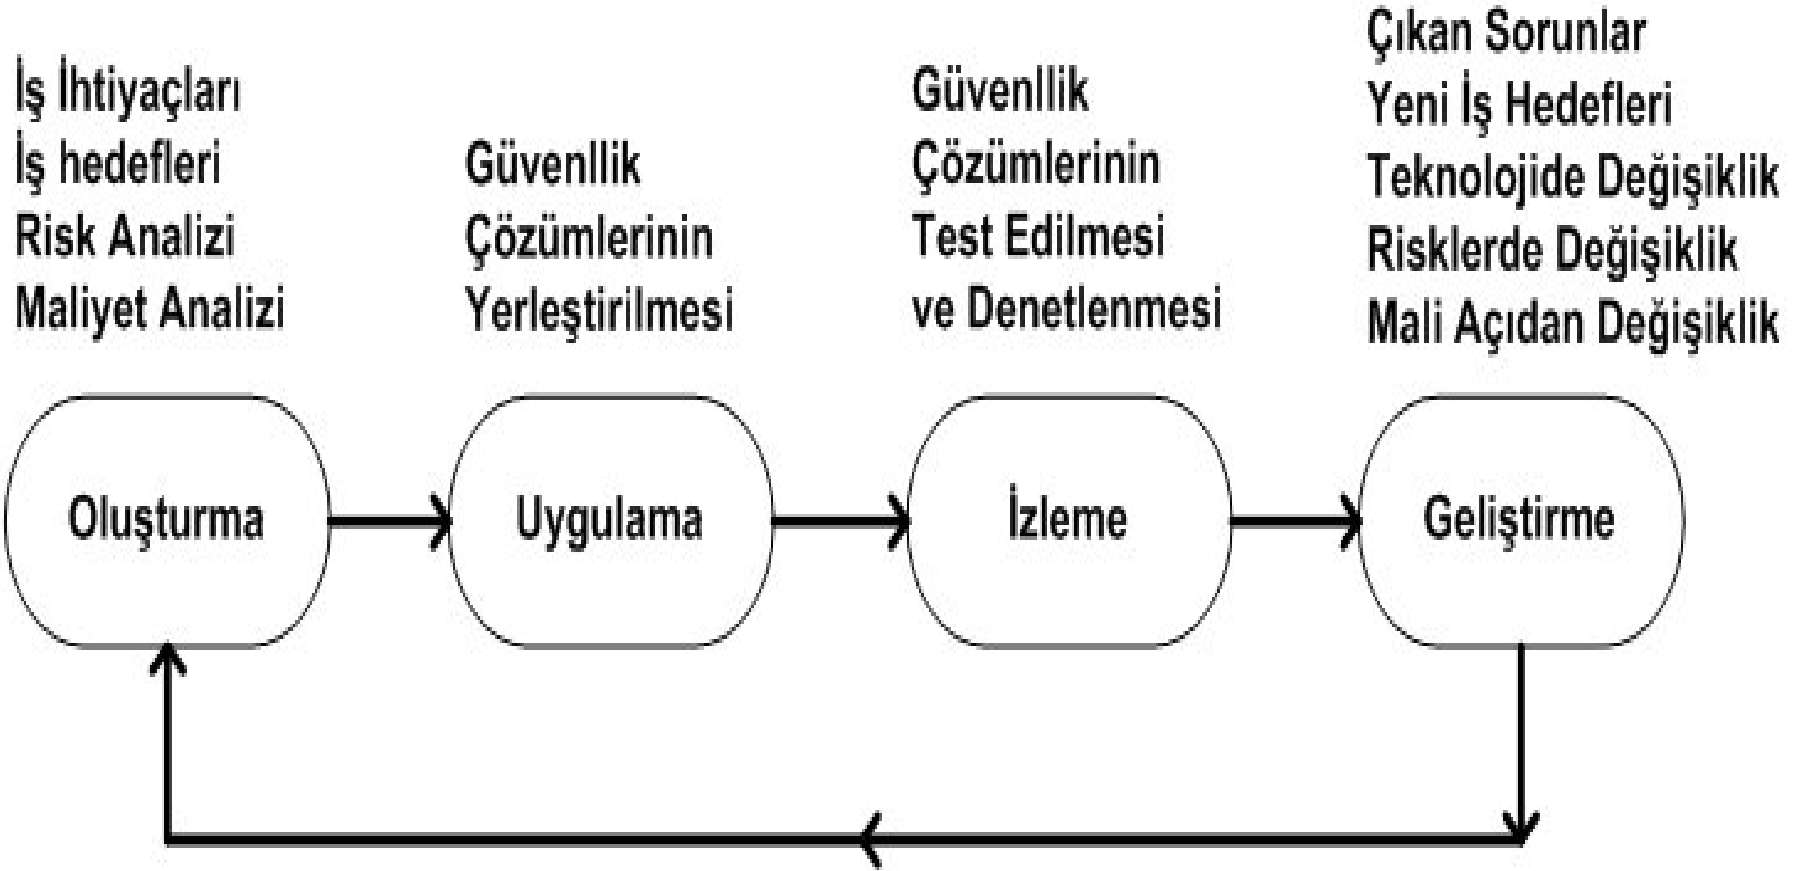 İş İhtiyaçları
İş hedefleri
Risk Analizi
Maliyet Analizi
Güvenllik
Çözümlerinin
Yerleştirilmesi
Güvenllik
Çözümlerinin
Test Edilmesi
ve Denetlenmesi
Çıkan Sorunlar
Yeni İş Hedefleri
Teknolojide Değişiklik
Risklerde Değişiklik
Mali Açıdan Değişiklik
Oluşturma
Uygulama
İzleme
Geliştirme